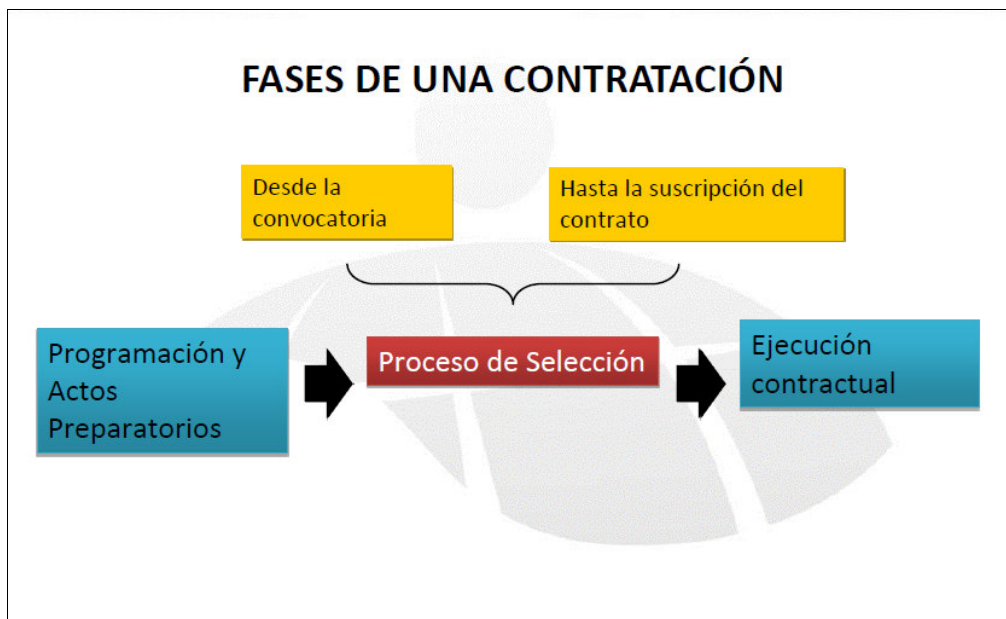 FASES DE UNA CONTRATACIÓN
Desde la
convocatoria
Hasta la suscripción del
contrato
Programación y
Actos
Preparatorios
Proceso de Selección
Ejecución
contractual